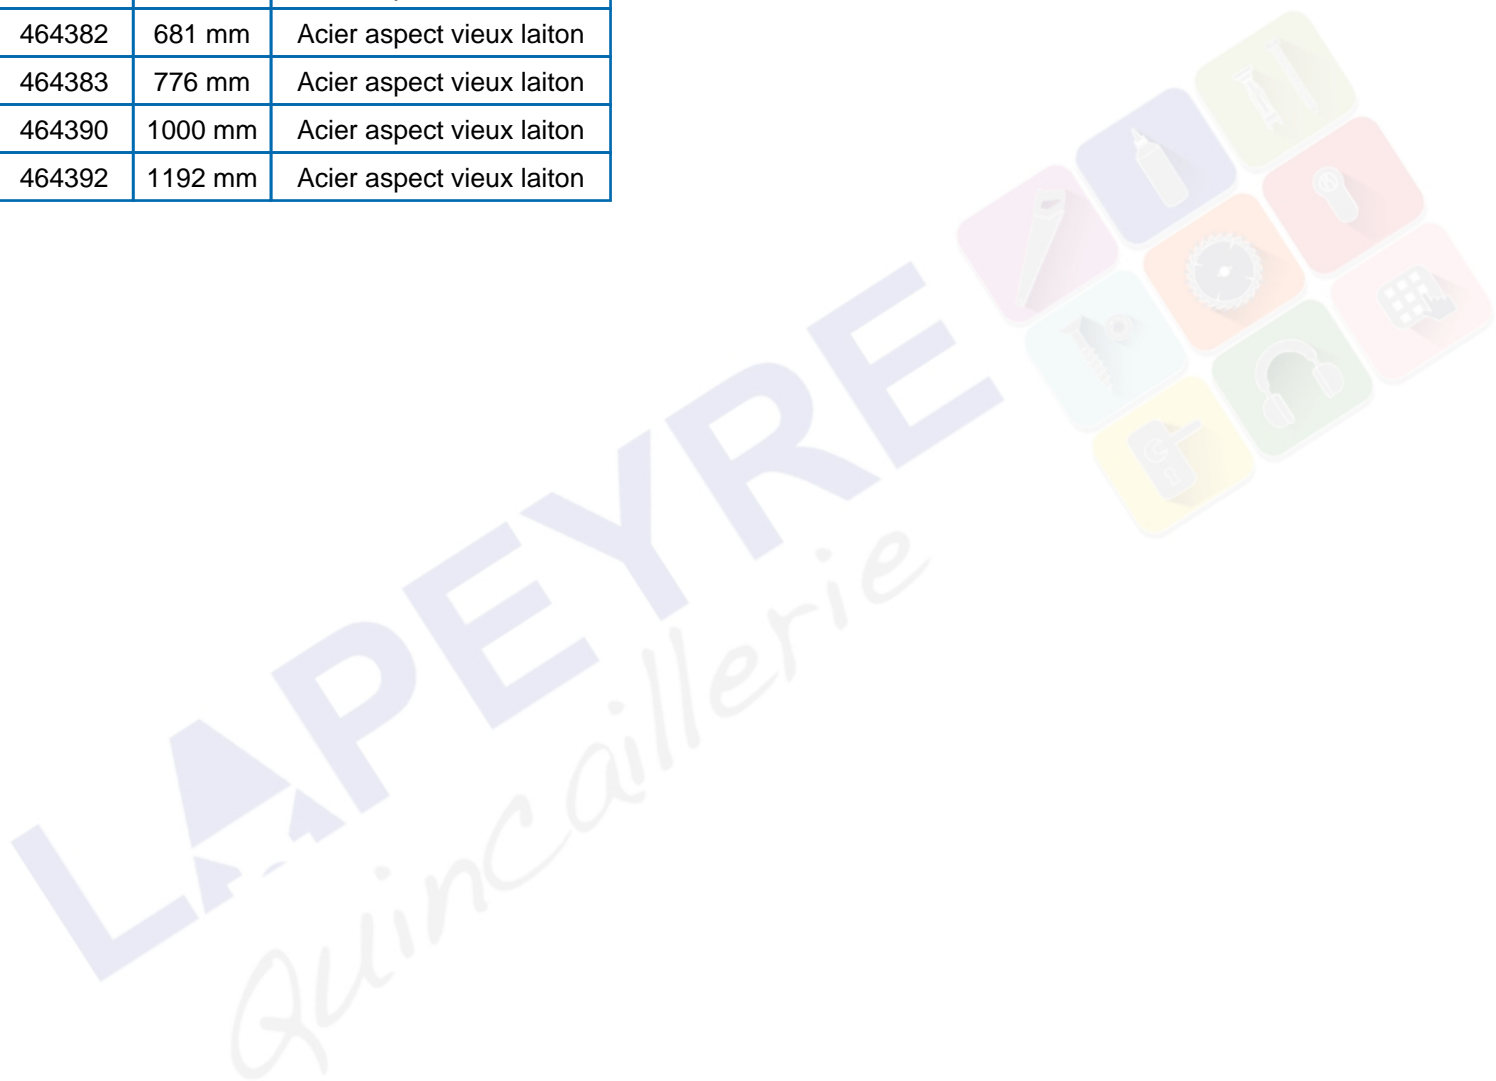 464382 681 mm Acier aspect vieux laiton
464383 776 mm Acier aspect vieux laiton
464390 1000 mm Acier aspect vieux laiton
464392 1192 mm Acier aspect vieux laiton
LAPEYRE
Quincaillerie